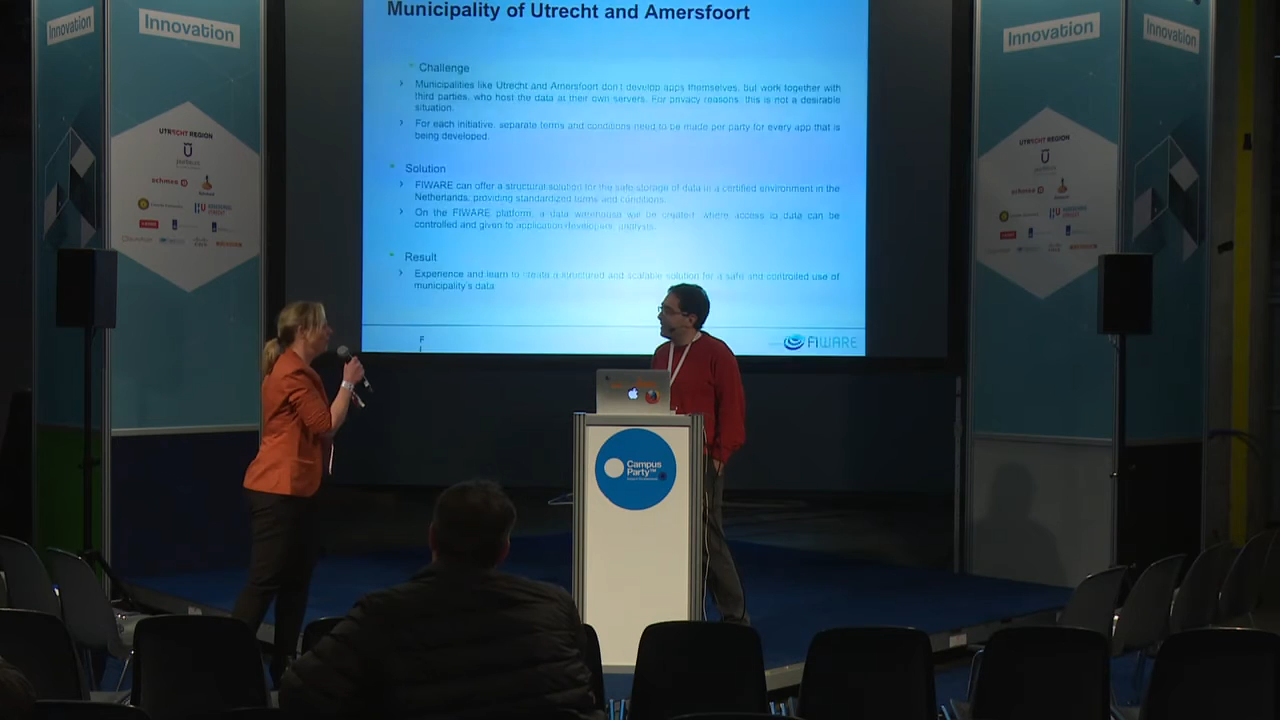 Innovation
Innovation
Innovation
Innovation
Municipality of Utrecht and Amersfoort
Challenge
Municipalities like Utrecht and Amersfoort don't develop apps themselves, but work together with
third parties, who host the data at their own servers. For privacy reasons, this is not a desirable
situation.
For each initiative, separate terms and conditions need to be made per party for every app that is
being developed.
Solution
FIWARE can offer a structural solution for the safe storage of data in a certified environment in the
Netherlands, providing standardized terms and conditions.
On the FIWARE platform, a data warehouse will be created, where access to data can be
controlled and given to application developers, analysts.
Result
Experience and learn to create a structured and scalable solution for a safe and controlled use of
municipality's data
FIWARE
UTRECHT REGION
UTRECHT REGION
achmea
achmea
Campus
Party™